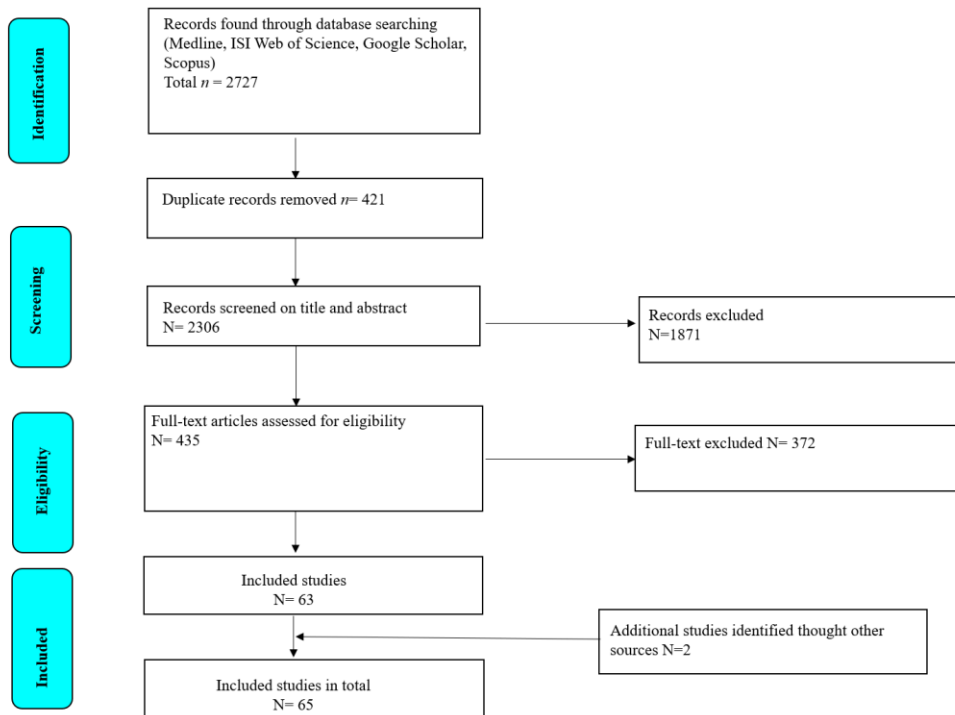 Identification
Records found through database searching
(Medline, ISI Web of Science, Google Scholar,
Scopus)
Total n = 2727
Duplicate records removed n= 421
Screening
Records screened on title and abstract
N= 2306
Records excluded
N=1871
Eligibility
Full-text articles assessed for eligibility
N= 435
Full-text excluded N= 372
Included
Included studies
N= 63
Additional studies identified thought other
sources N=2
Included studies in total
N= 65